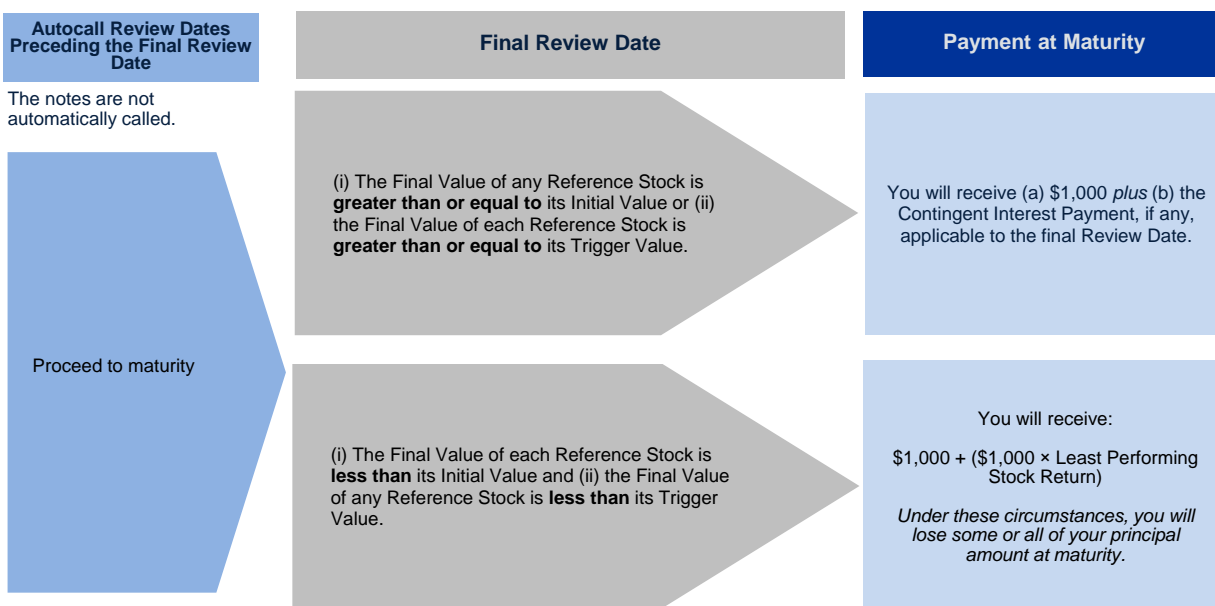 Autocall Review Dates
Preceding the Final Review
Date
Final Review Date
Payment at Maturity
The notes are not
automatically called.
Proceed to maturity
(i) The Final Value of any Reference Stock is
greater than or equal to its Initial Value or (ii)
the Final Value of each Reference Stock is
greater than or equal to its Trigger Value.
You will receive (a) $1,000 plus (b) the
Contingent Interest Payment, if any,
applicable to the final Review Date.
(i) The Final Value of each Reference Stock is
less than its Initial Value and (ii) the Final Value
of any Reference Stock is less than its Trigger
Value.
You will receive:
$1,000 + ($1,000 × Least Performing
Stock Return)
Under these circumstances, you will
lose some or all of your principal
amount at maturity.